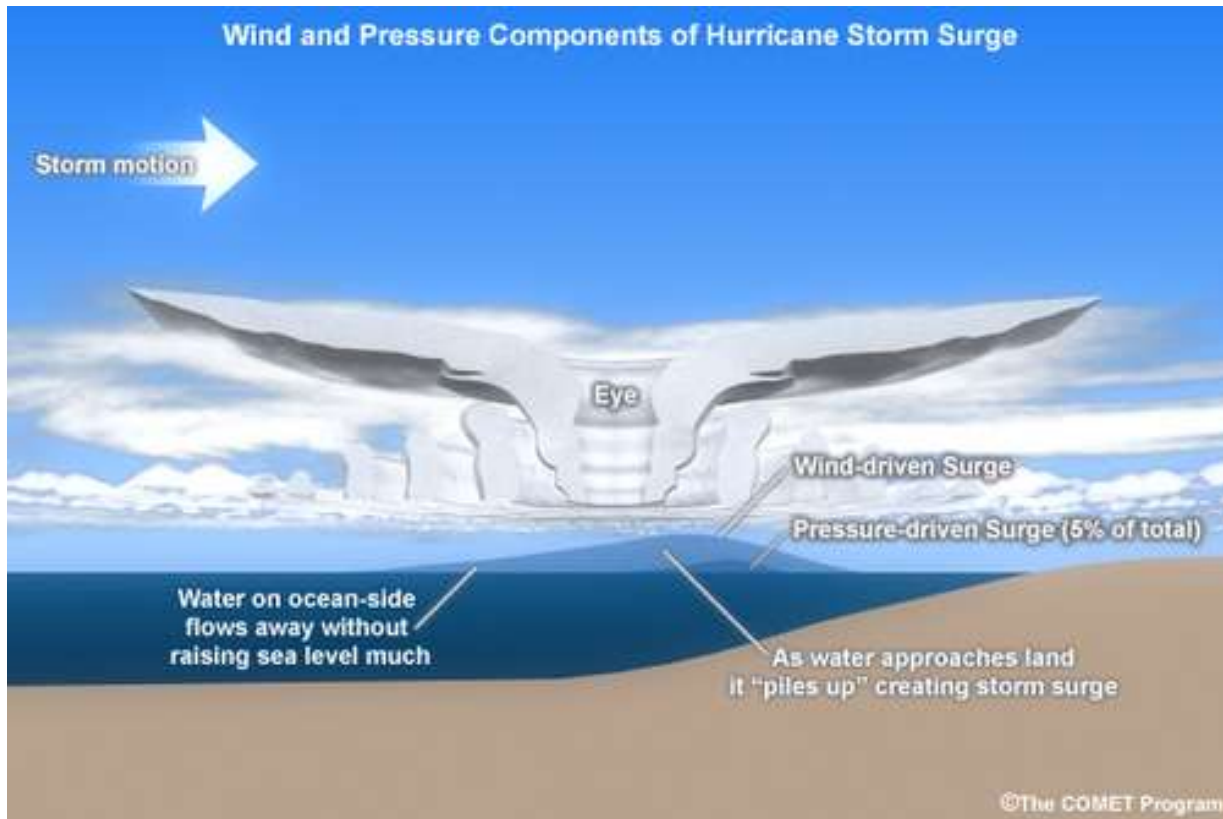 Wind and Pressure Components of Hurricane Storm Surge
Storm motion
Eye
Wind-driven Surge
Pressure-driven Surge (5% of total)
Water on ocean-side
flows away without
raising sea level much
As water approaches land
it “piles up” creating storm surge
©The COMET Program